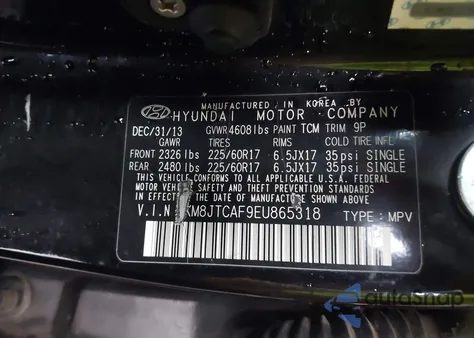 MANUFACTURED IN KOREA BY
HYUNDAI MOTOR COMPANY
DEC/31/13 GVWR 4608lbs PAINT TCM TRIM 9P
GAWR TIRES RIMS COLD TIRE INFL.
FRONT 2326 lbs 225/60R17 6.5JX17 35psi SINGLE
REAR 2480 lbs 225/60R17 6.5JX17 35psi SINGLE
THIS VEHICLE CONFORMS TO ALL APPLICABLE U.S.A. FEDERAL
MOTOR VEHICLE SAFETY AND BUMPER STANDARDS IN EFFECT ON
THE DATE OF MANUFACTURE SHOWN ABOVE.
V.I.N KM8JTCAF9EU865318 TYPE: MPV
autoSnap